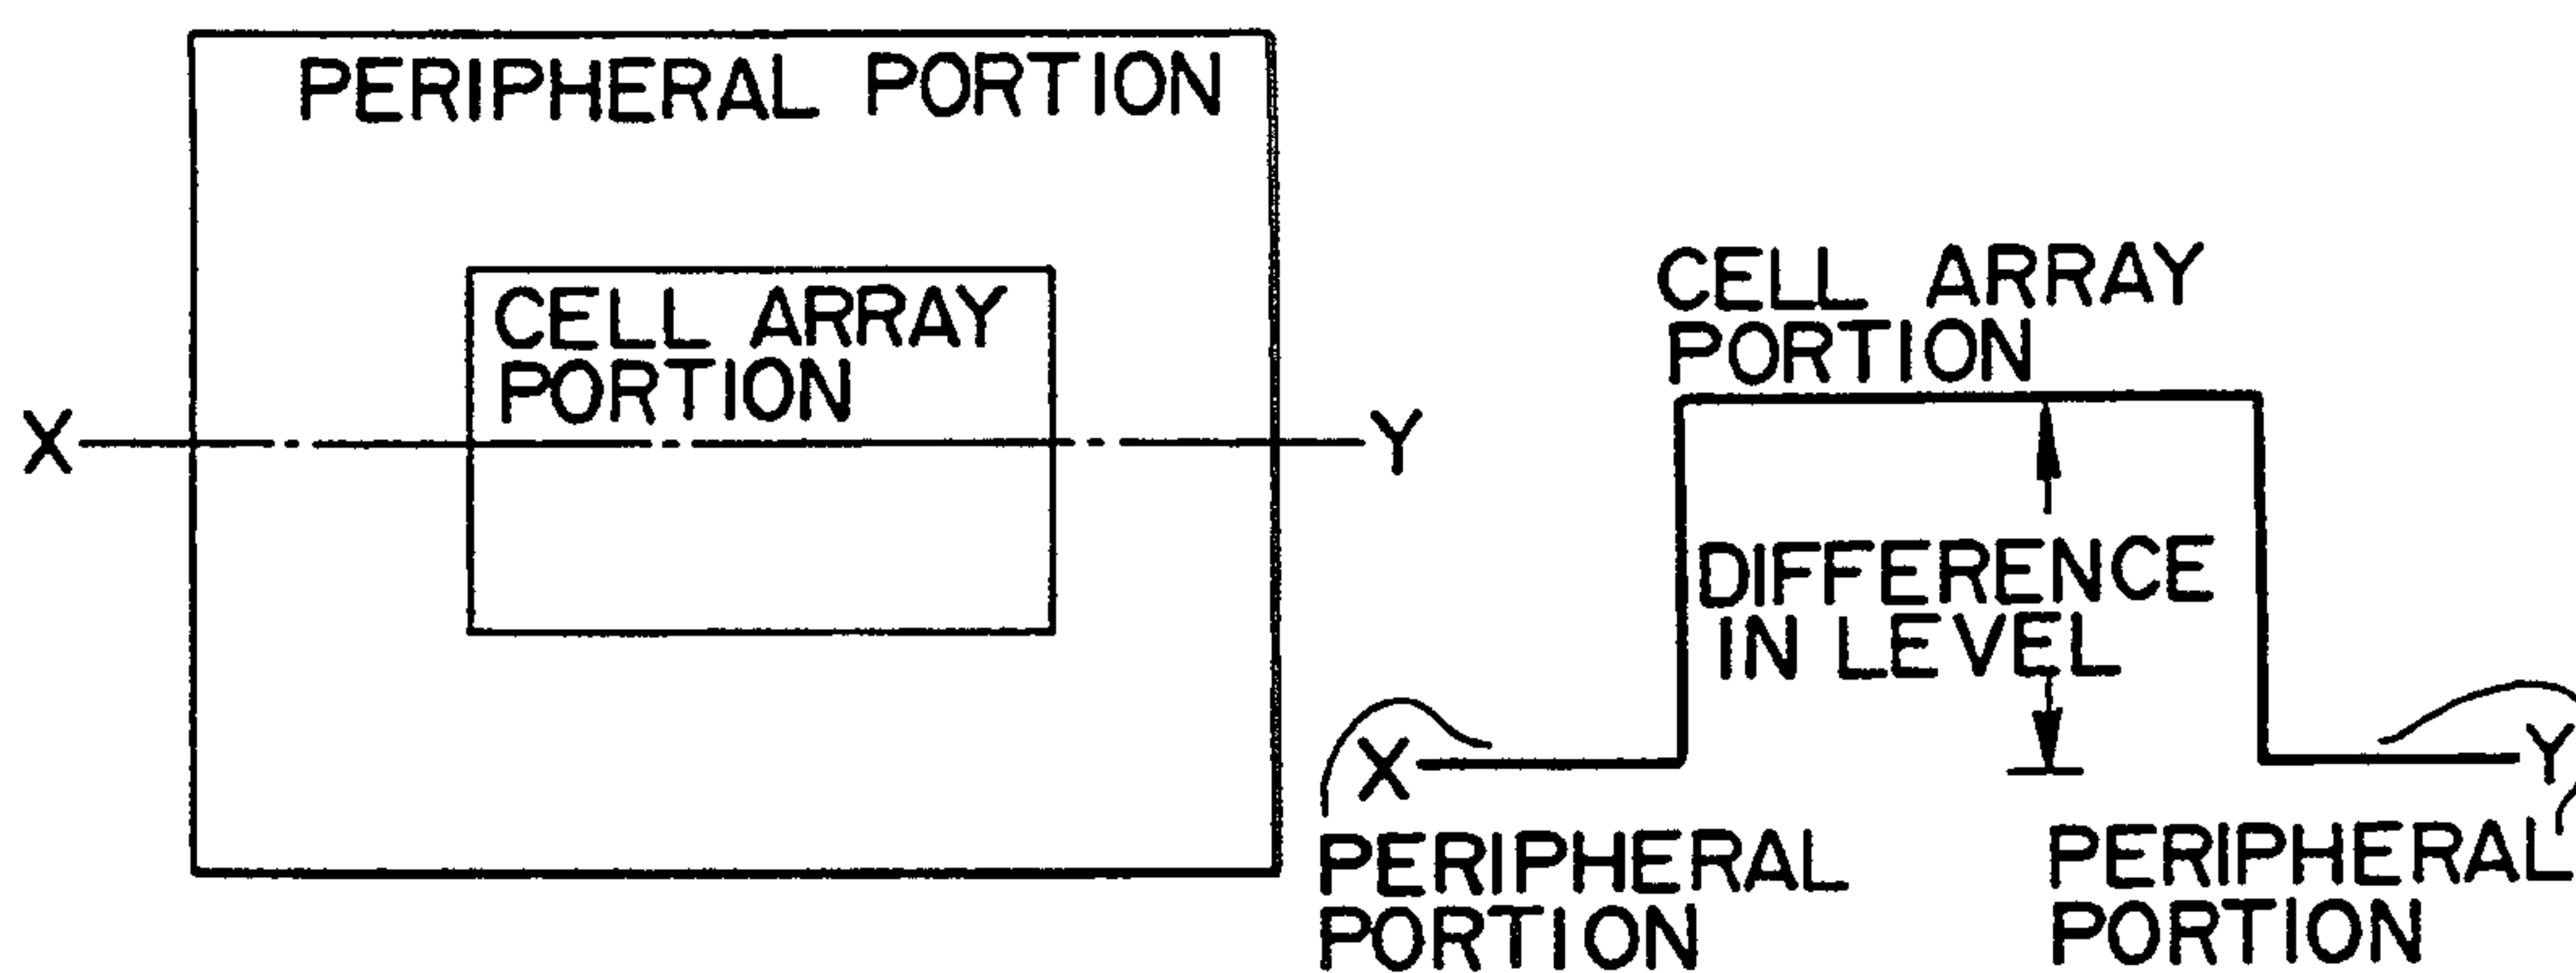 PERIPHERAL PORTION
CELL ARRAY
PORTION
X
Y
CELL ARRAY
PORTION
DIFFERENCE
IN LEVEL
X
Y
PERIPHERAL
PORTION
PERIPHERAL
PORTION